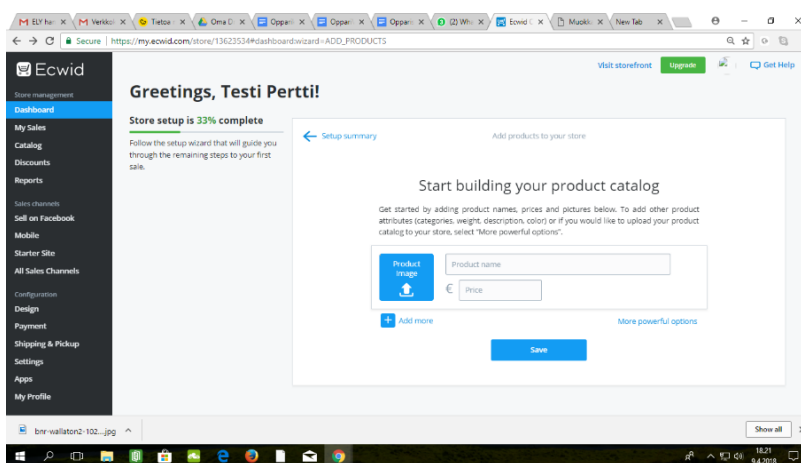 M ELY he
M Verkko
Tietoa
Oma D
Oppari
Oppari
Oppari
(2) Wha
Ecwid C
Muokk
New Tab
Secure
https://my.ecwid.com/store/13623534#dashboard:wizard=ADD_PRODUCTS
Ecwid
Visit storefront
Upgrade
Get Help
Store management
Dashboard
My Sales
Catalog
Discounts
Reports
Sales channels
Sell on Facebook
Mobile
Starter Site
All Sales Channels
Configuration
Design
Payment
Shipping & Pickup
Settings
Apps
My Profile
Greetings, Testi Pertti!
Store setup is 33% complete
Follow the setup wizard that will guide you
through the remaining steps to your first
sale.
Setup summary
Add products to your store
Start building your product catalog
Get started by adding product names, prices and pictures below. To add other product
attributes (categories, weight, description, color) or if you would like to upload your product
catalog to your store, select "More powerful options".
Product
Image
Product name
€ Price
Add more
More powerful options
Save
bnr-wallaton2-102....jpg
Show all
18.21
9.4.2018